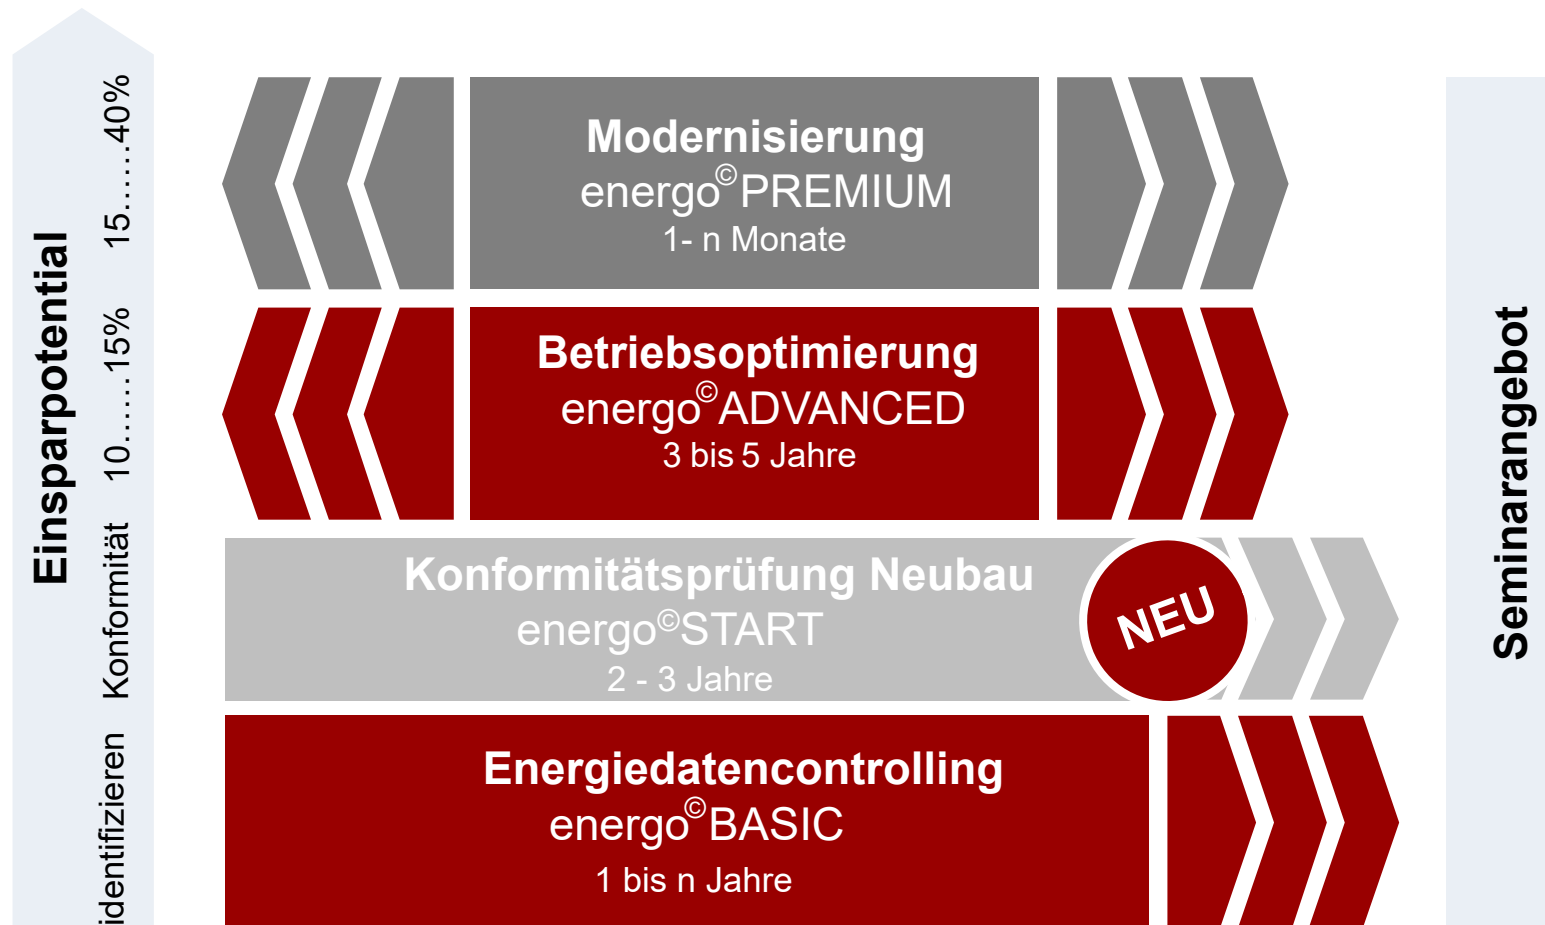 Einsparpotential
15......40%
10......15%
Konformität
identifizieren
Modernisierung
energo©PREMIUM
1- n Monate
Betriebsoptimierung
energo©ADVANCED
3 bis 5 Jahre
Konformitätsprüfung Neubau
energo©START
2 - 3 Jahre
NEU
Energiedatencontrolling
energo©BASIC
1 bis n Jahre
Seminarangebot